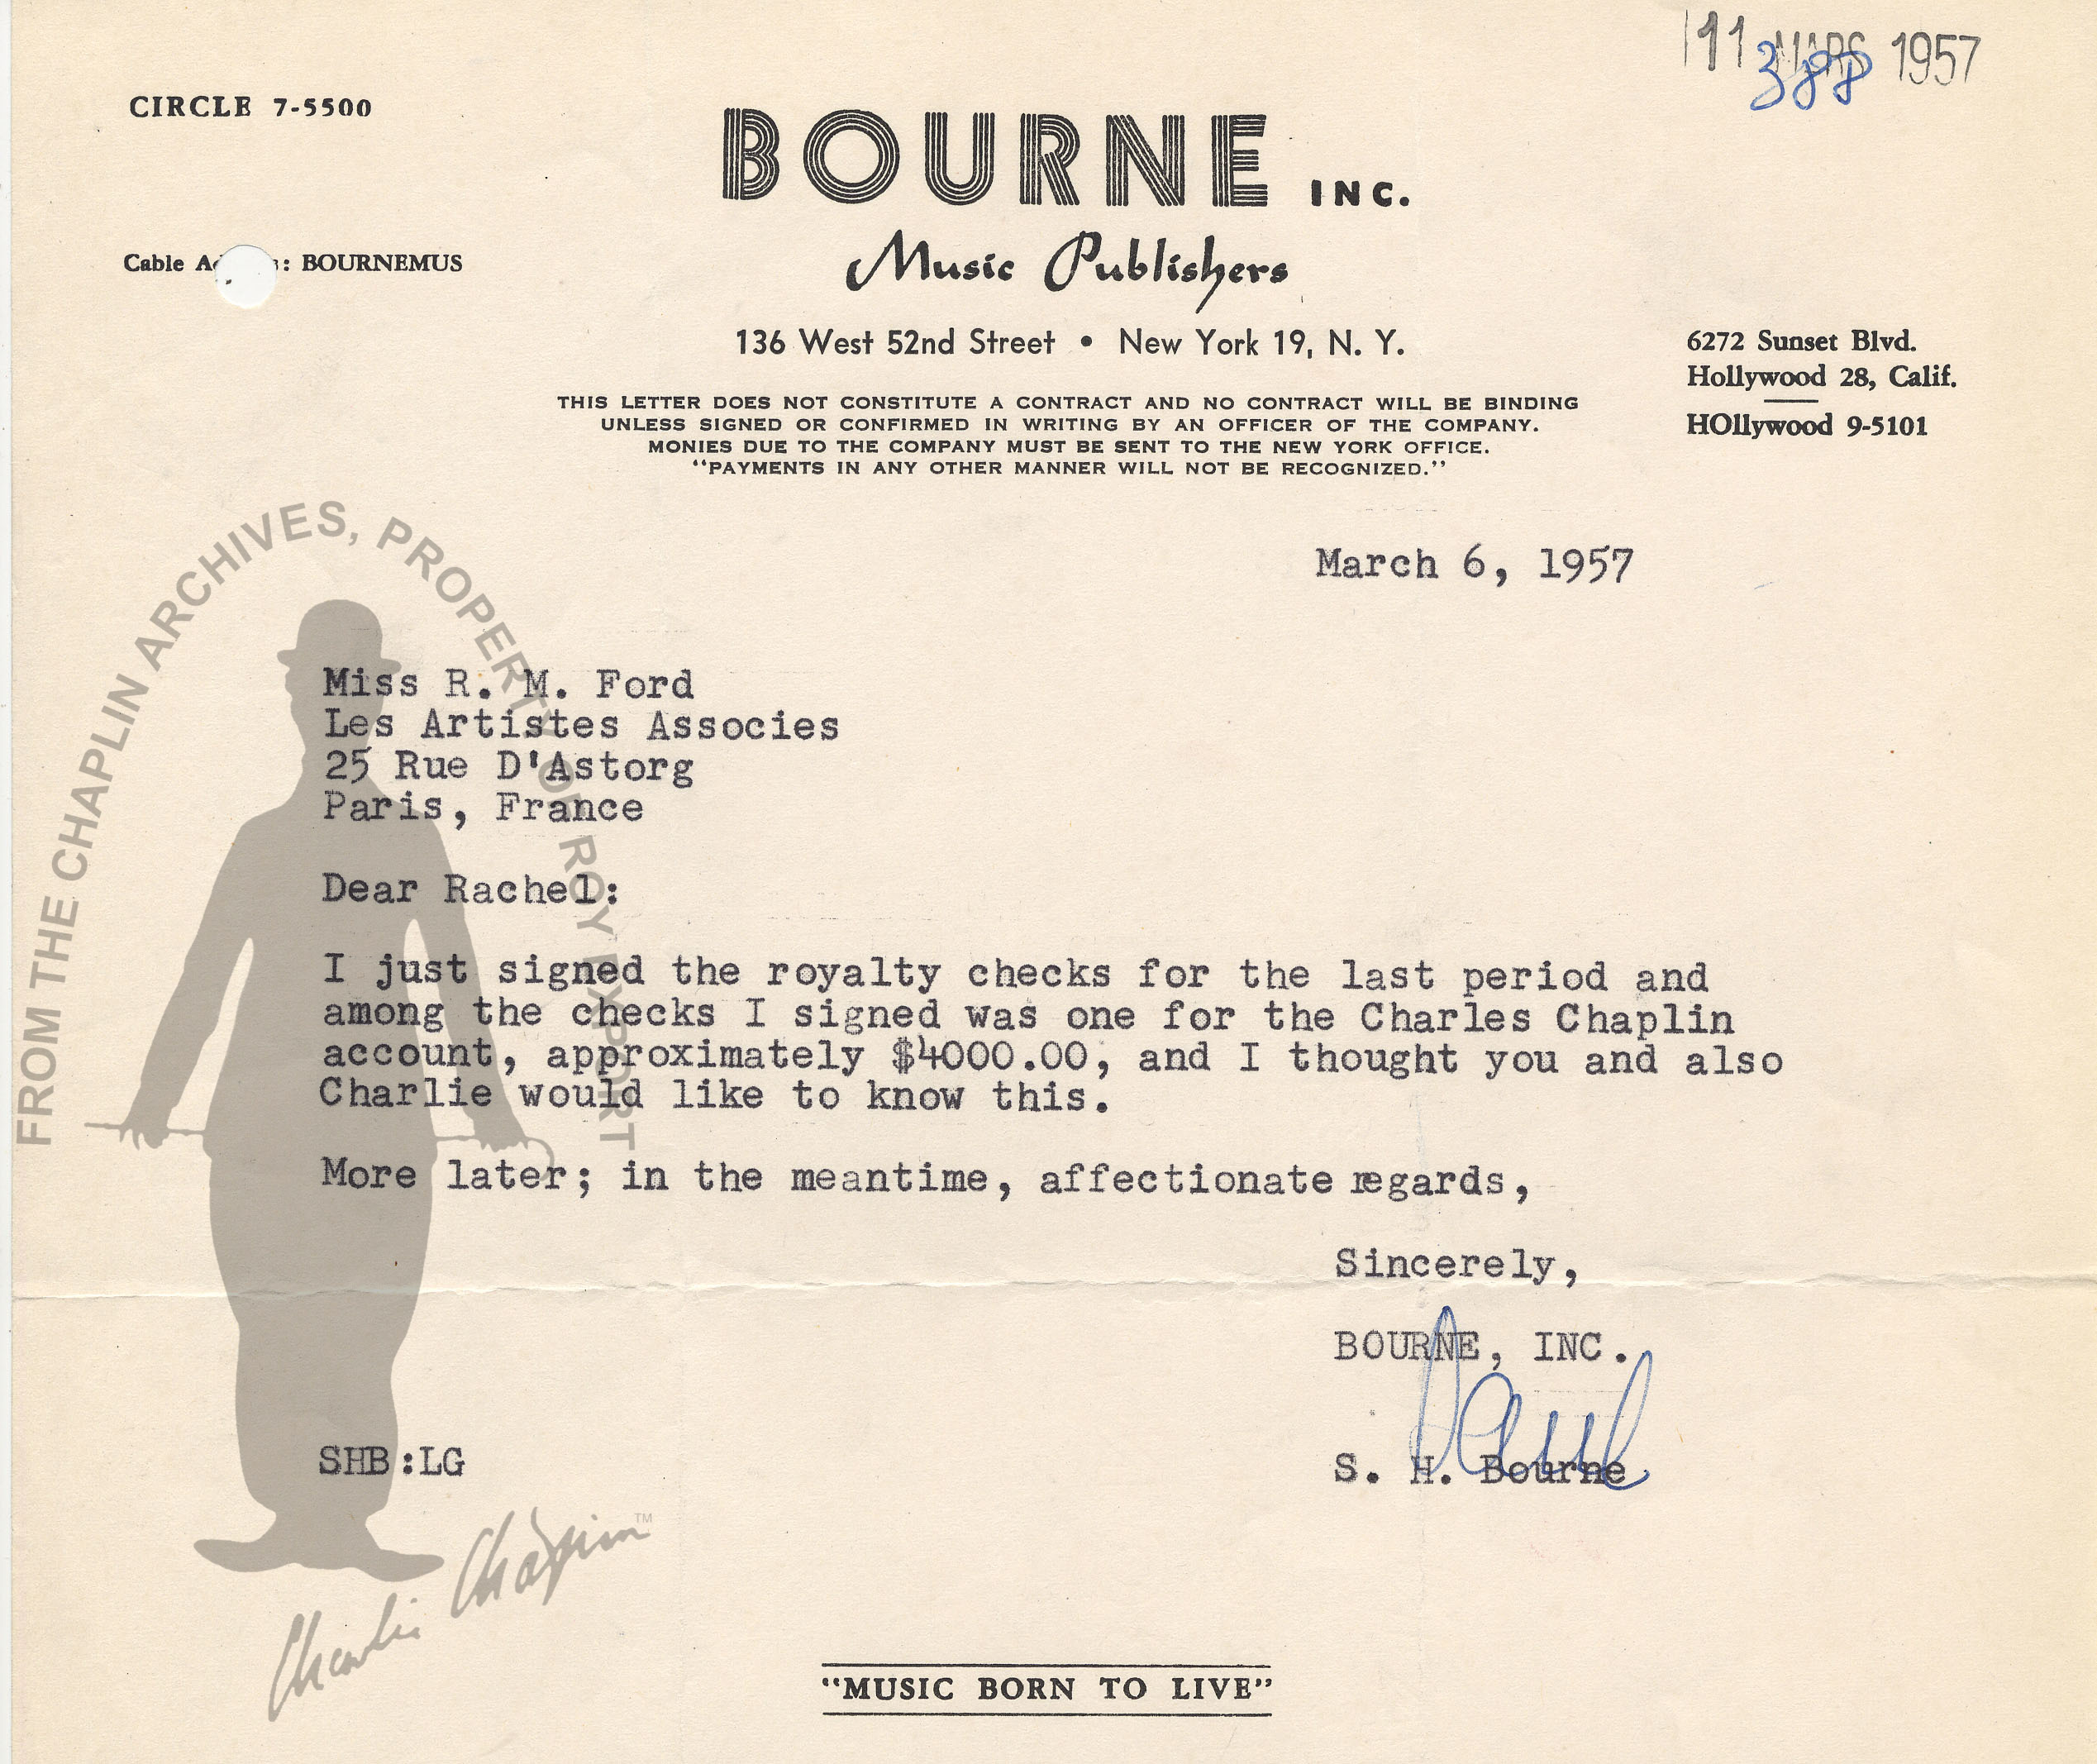 11 MARS 1957
388
CIRCLE 7-5500
BOURNE INC.
Music Publishers
Cable Ad s: BOURNEMUS
136 West 52nd Street • New York 19, N. Y.
6272 Sunset Blvd.
Hollywood 28, Calif.
HOllywood 9-5101
THIS LETTER DOES NOT CONSTITUTE A CONTRACT AND NO CONTRACT WILL BE BINDING
UNLESS SIGNED OR CONFIRMED IN WRITING BY AN OFFICER OF THE COMPANY.
MONIES DUE TO THE COMPANY MUST BE SENT TO THE NEW YORK OFFICE.
“PAYMENTS IN ANY OTHER MANNER WILL NOT BE RECOGNIZED.”
March 6, 1957
Miss R. M. Ford
Les Artistes Associes
25 Rue D'Astorg
Paris, France
Dear Rachel:
I just signed the royalty checks for the last period and
among the checks I signed was one for the Charles Chaplin
account, approximately $4000.00, and I thought you and also
Charlie would like to know this.
More later; in the meantime, affectionate regards,
Sincerely,
BOURNE, INC.
S. H. Bourne
SHB:LG
“MUSIC BORN TO LIVE”
FROM THE CHAPLIN ARCHIVES, PROPERTY OF ROY EXPORT
Charlie Chaplin™